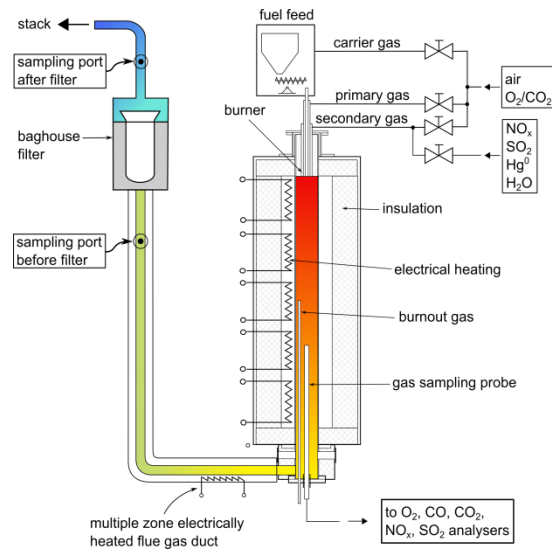 stack
sampling port
after filter
baghouse
filter
sampling port
before filter
multiple zone electrically
heated flue gas duct
fuel feed
carrier gas
primary gas
burner
secondary gas
air
O₂/CO₂
NOₓ
SO₂
Hg⁰
H₂O
insulation
electrical heating
burnout gas
gas sampling probe
to O₂, CO, CO₂,
NOₓ, SO₂ analysers